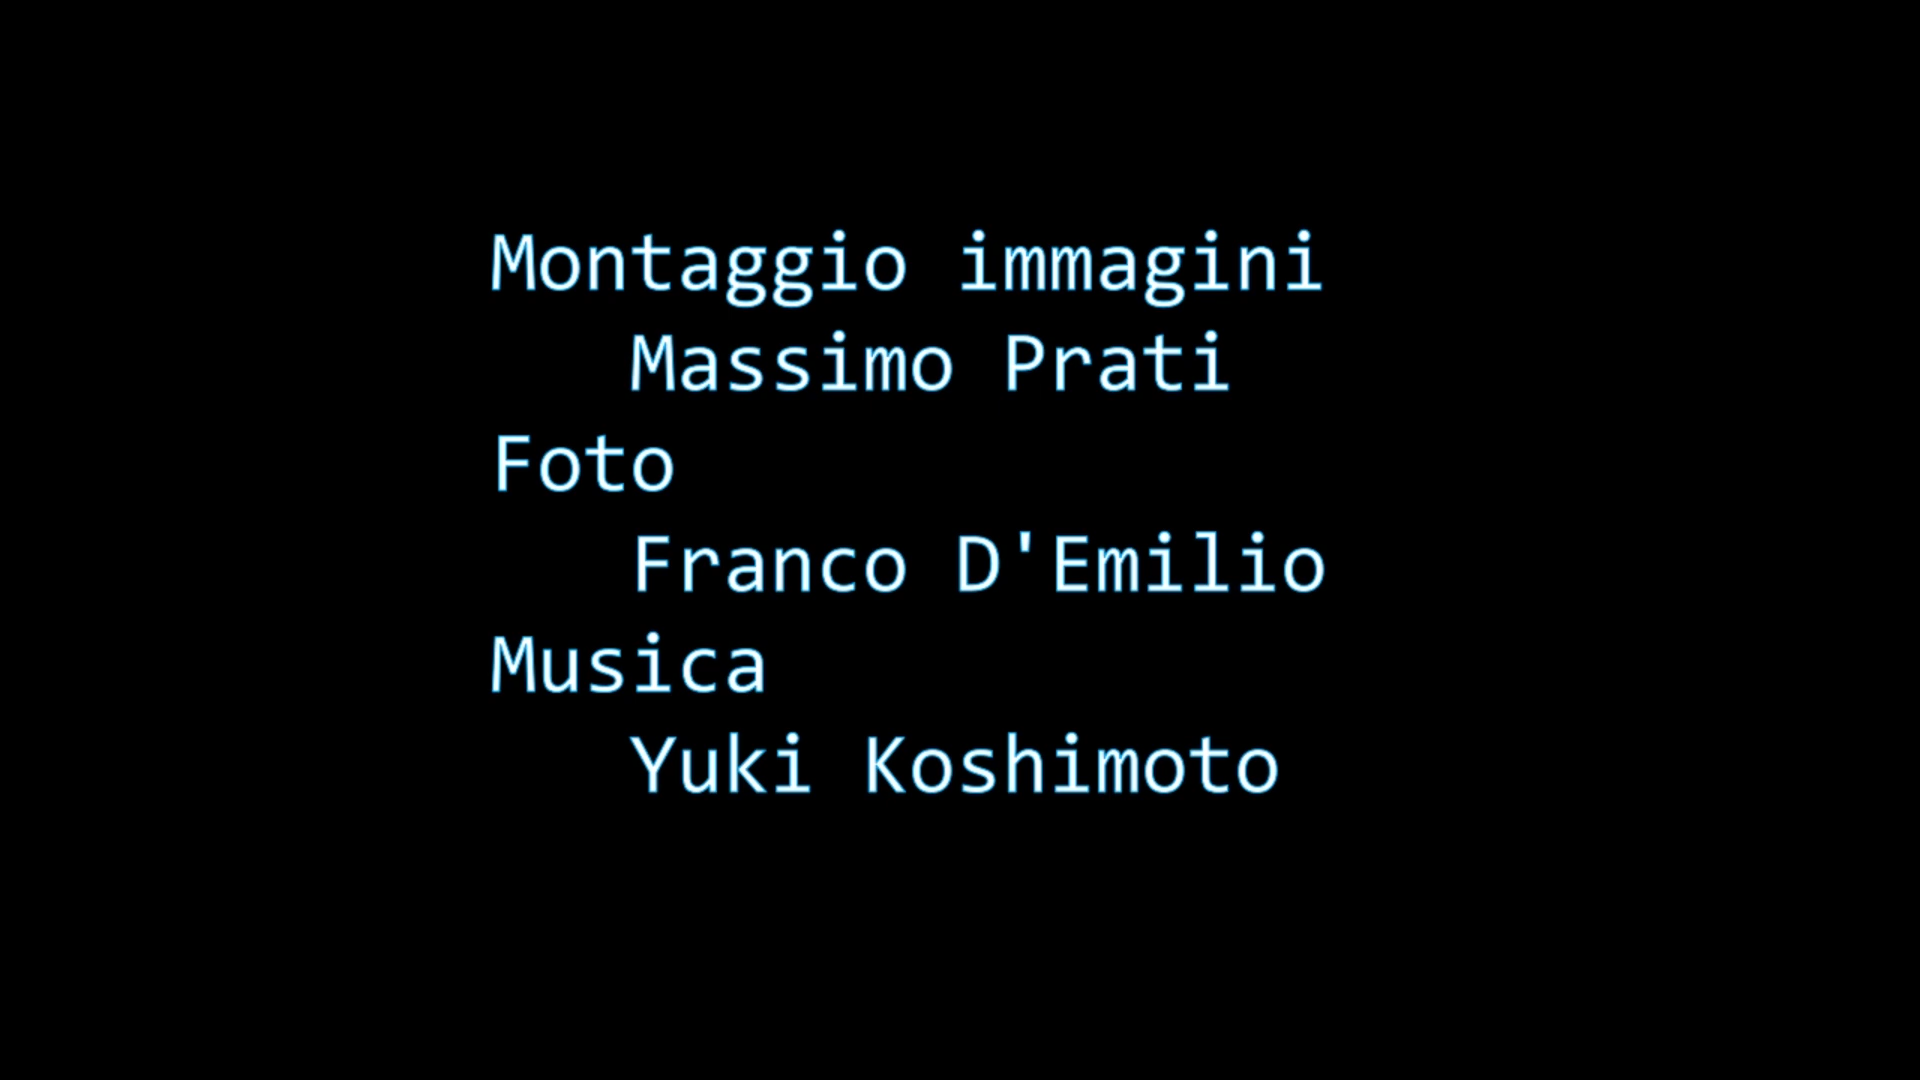 Montaggio immagini
Massimo Prati
Foto
Franco D'Emilio
Musica
Yuki Koshimoto